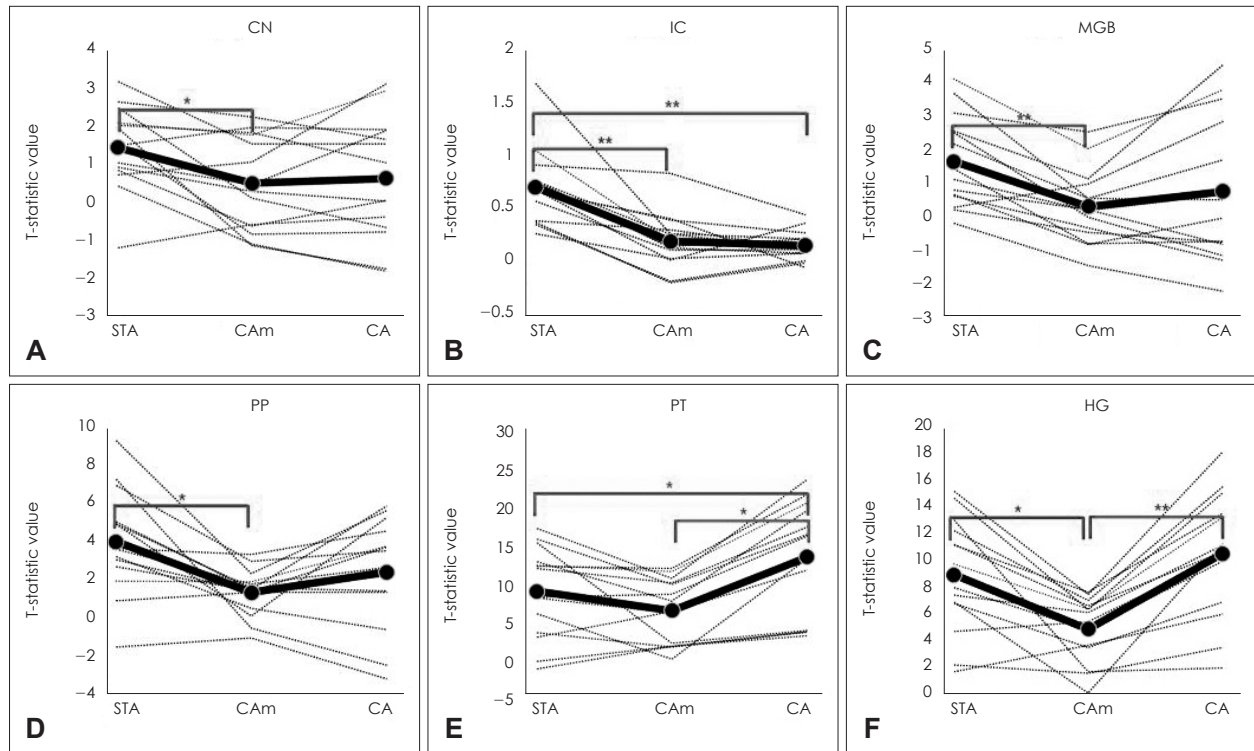 CN
T-statistic value
4
3
2
1
0
−1
−2
−3
*
STA CAm CA
A
IC
T-statistic value
2
1.5
1
0.5
0
−0.5
**
**
STA CAm CA
B
MGB
T-statistic value
5
4
3
2
1
0
−1
−2
−3
**
STA CAm CA
C
PP
T-statistic value
10
8
6
4
2
0
−2
−4
*
STA CAm CA
D
PT
T-statistic value
30
25
20
15
10
5
0
−5
*
*
STA CAm CA
E
HG
T-statistic value
20
18
16
14
12
10
8
6
4
2
0
* **
STA CAm CA
F